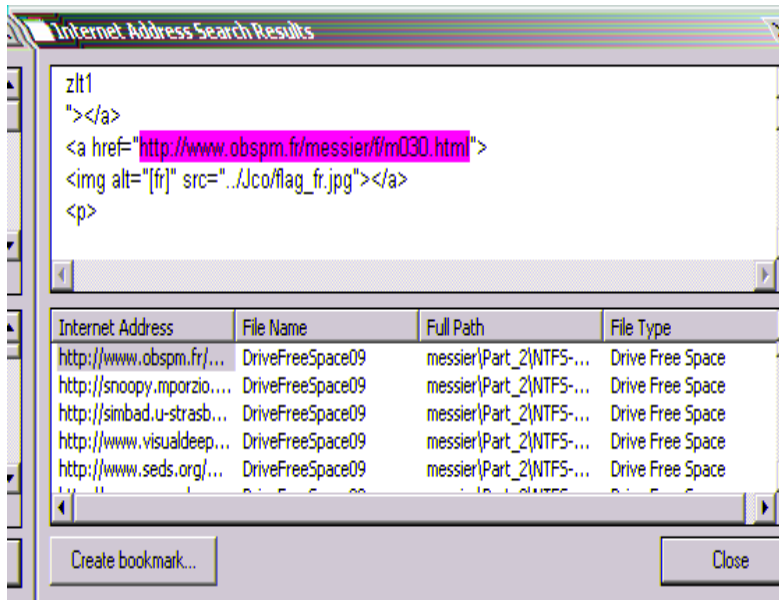 Internet Address Search Results
zlt1
"></a>
<a href="http://www.obspm.fr/messier/f/m030.html">
<img alt="[fr]" src="../Jco/flag_fr.jpg"></a>
<p>
Internet Address File Name Full Path File Type
http://www.obspm.fr/... DriveFreeSpace09 messier\Part_2\NTFS-... Drive Free Space
http://snoopy.mporzio.... DriveFreeSpace09 messier\Part_2\NTFS-... Drive Free Space
http://simbad.u-strasb... DriveFreeSpace09 messier\Part_2\NTFS-... Drive Free Space
http://www.visualdeep... DriveFreeSpace09 messier\Part_2\NTFS-... Drive Free Space
http://www.seds.org/... DriveFreeSpace09 messier\Part_2\NTFS-... Drive Free Space
Create bookmark... Close